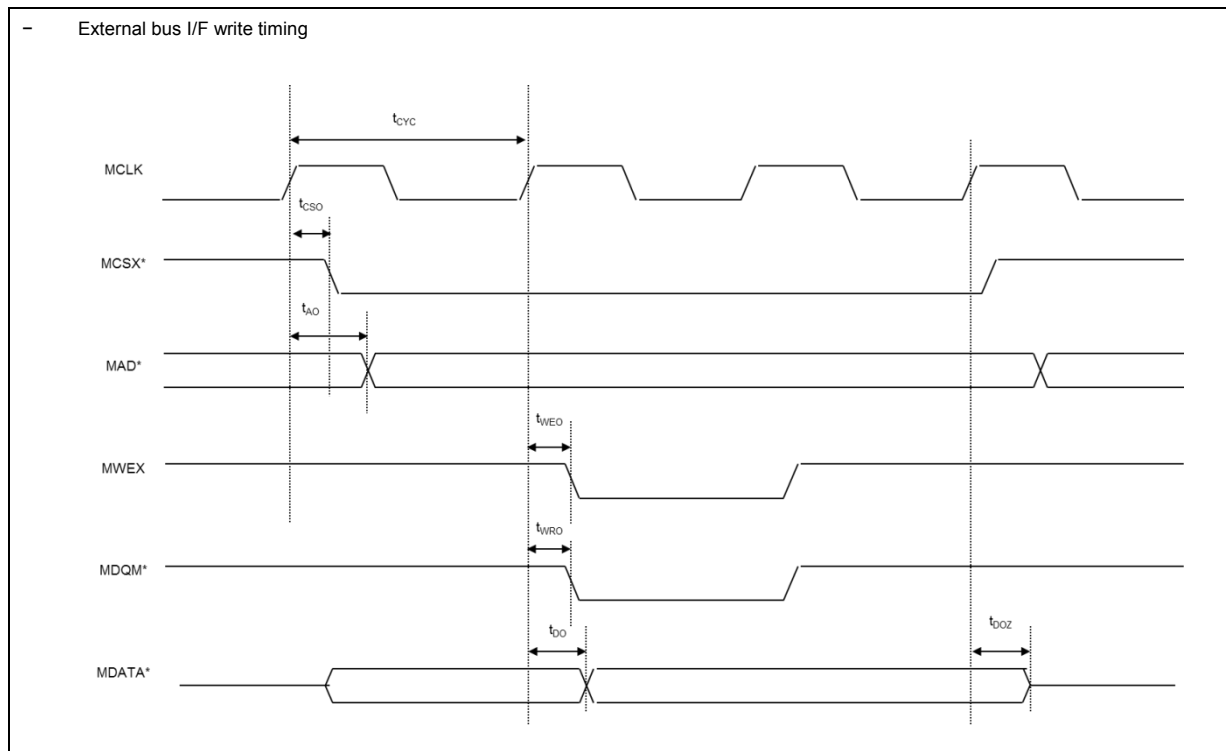 − External bus I/F write timing
tCYC
MCLK
tCSO
MCSX*
tAO
MAD*
tWEO
MWEX
tWRO
MDQM*
tDO
tDOZ
MDATA*